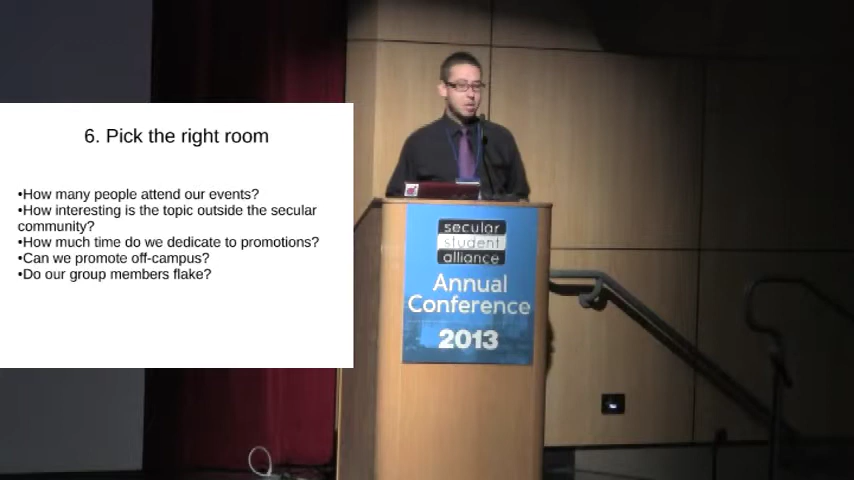 6. Pick the right room
•How many people attend our events?
•How interesting is the topic outside the secular
community?
•How much time do we dedicate to promotions?
•Can we promote off-campus?
•Do our group members flake?
secular
student
alliance
Annual
Conference
2013